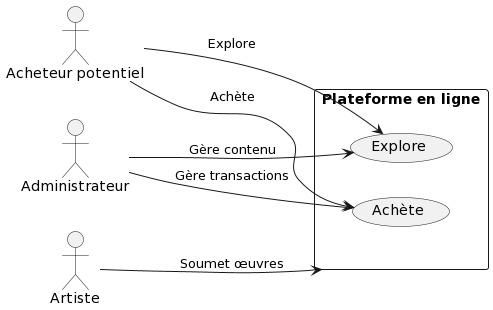 Explore
Acheteur potentiel
Plateforme en ligne
Achète
Explore
Gère contenu
Gère transactions
Administrateur
Achète
Soumet œuvres
Artiste